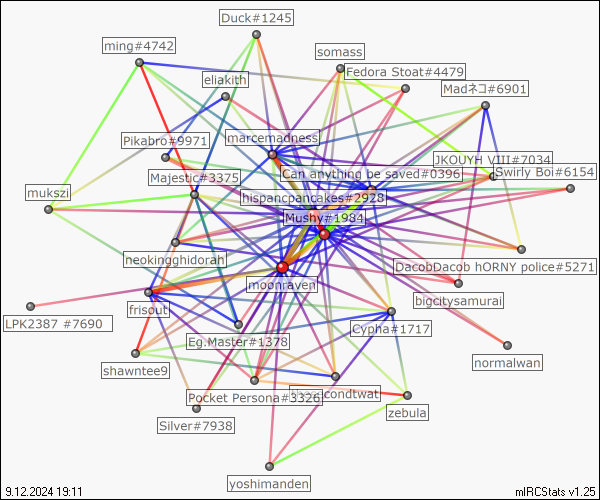 Duck#1245
ming#4742
somass
Fedora Stoat#4479
eliakith
Madネコ#6901
marcemadness
Pikabro#9971
JKOUYH VIII#7034
Can anything be saved#0396
Swirly Boi#6154
Majestic#3375
mukszi
hispancpancakes#2928
Mushy#1984
neokingghidorah
DacobDacob hORNY police#5271
moonraven
bigcitysamurai
frisout
LPK2387 #7690
Cypha#1717
Eg.Master#1378
normalwan
shawntee9
Pocket Persona#3326
zebula
Silver#7938
yoshimanden
9.12.2024 19:11
mIRCStats v1.25